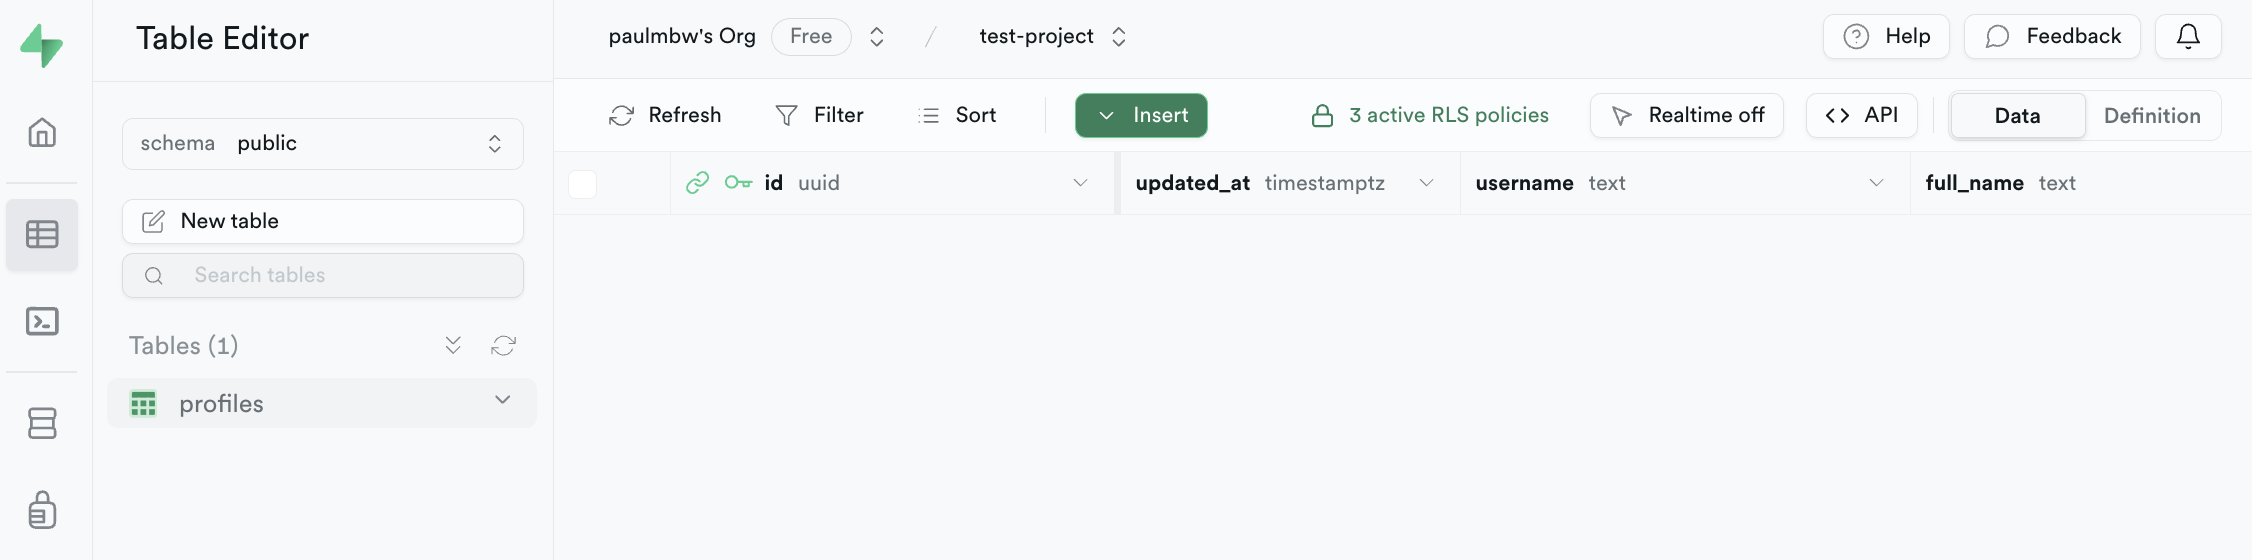 Table Editor
paulmbw's Org Free / test-project
Help Feedback
Refresh Filter Sort Insert 3 active RLS policies Realtime off <> API Data Definition
schema public
id uuid updated_at timestamptz username text full_name text
New table
Search tables
Tables (1)
profiles